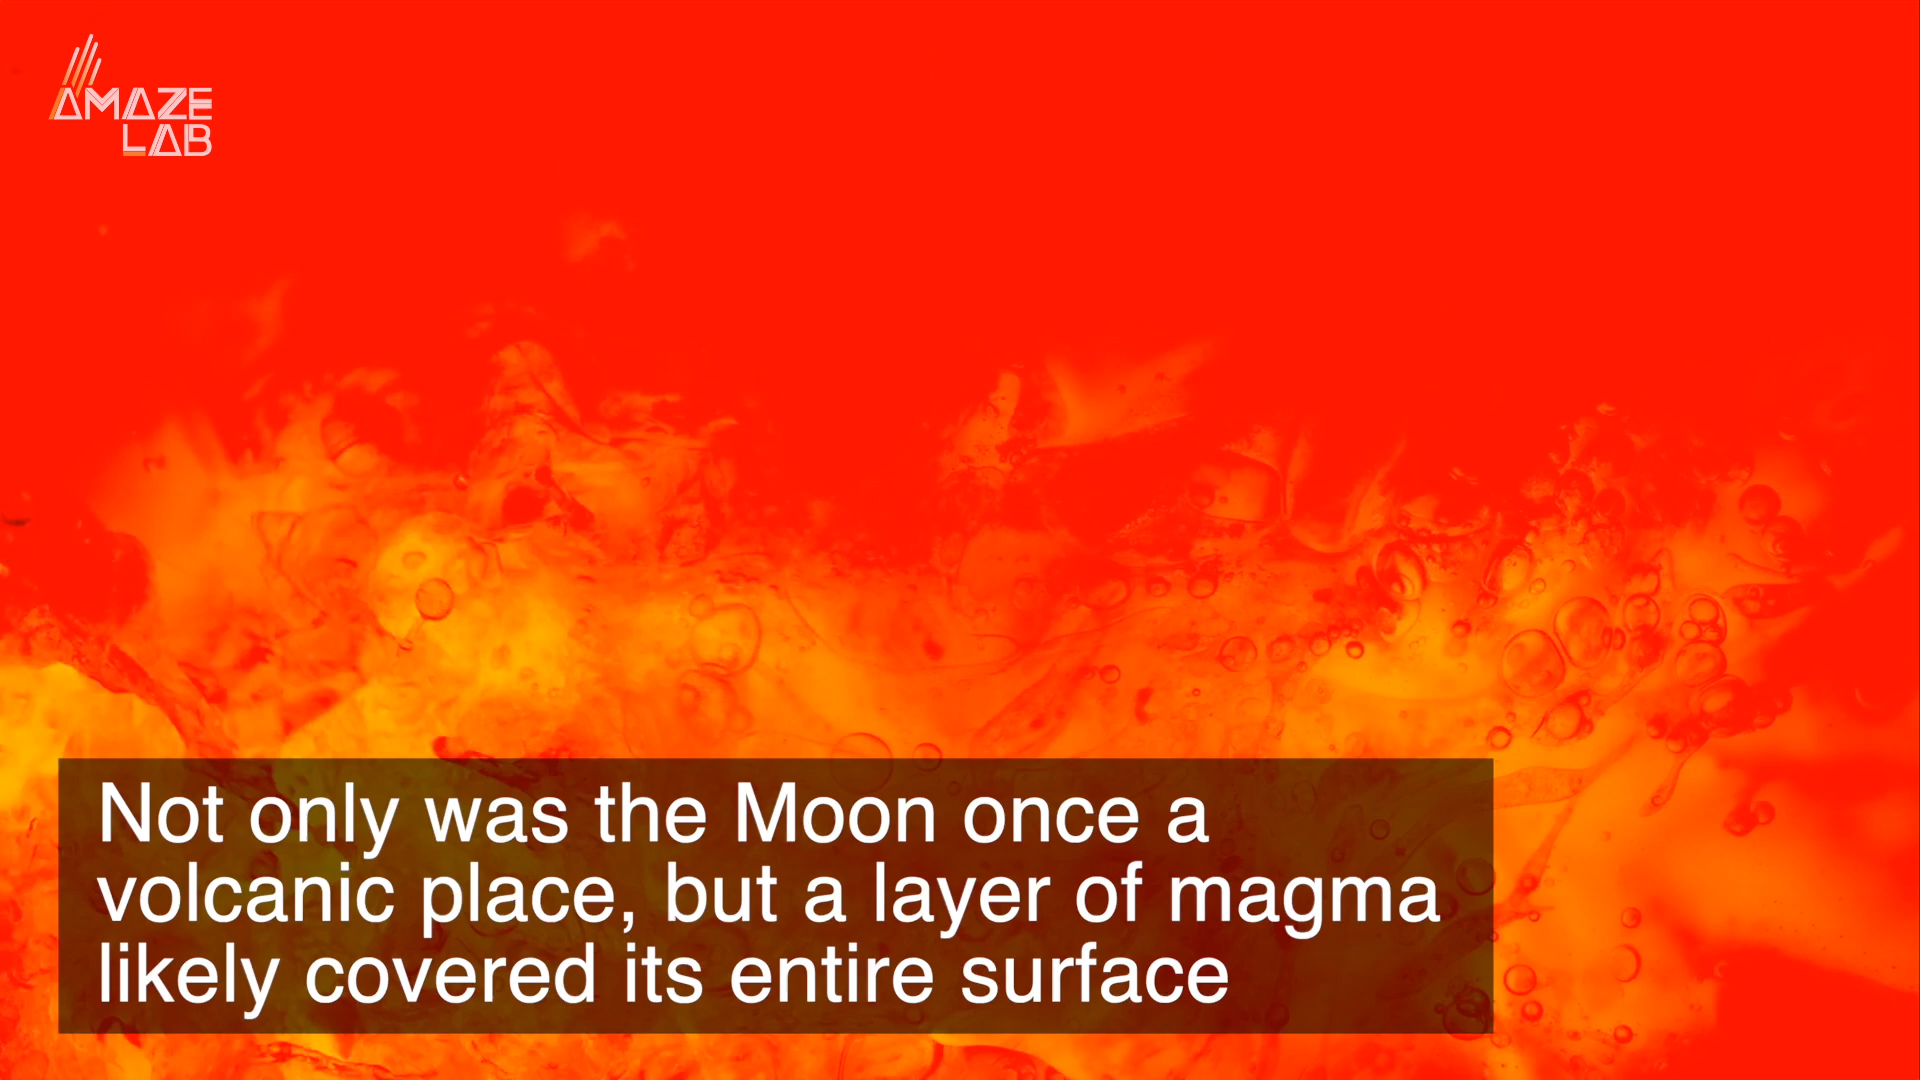 AMAZE
LAB
Not only was the Moon once a
volcanic place, but a layer of magma
likely covered its entire surface